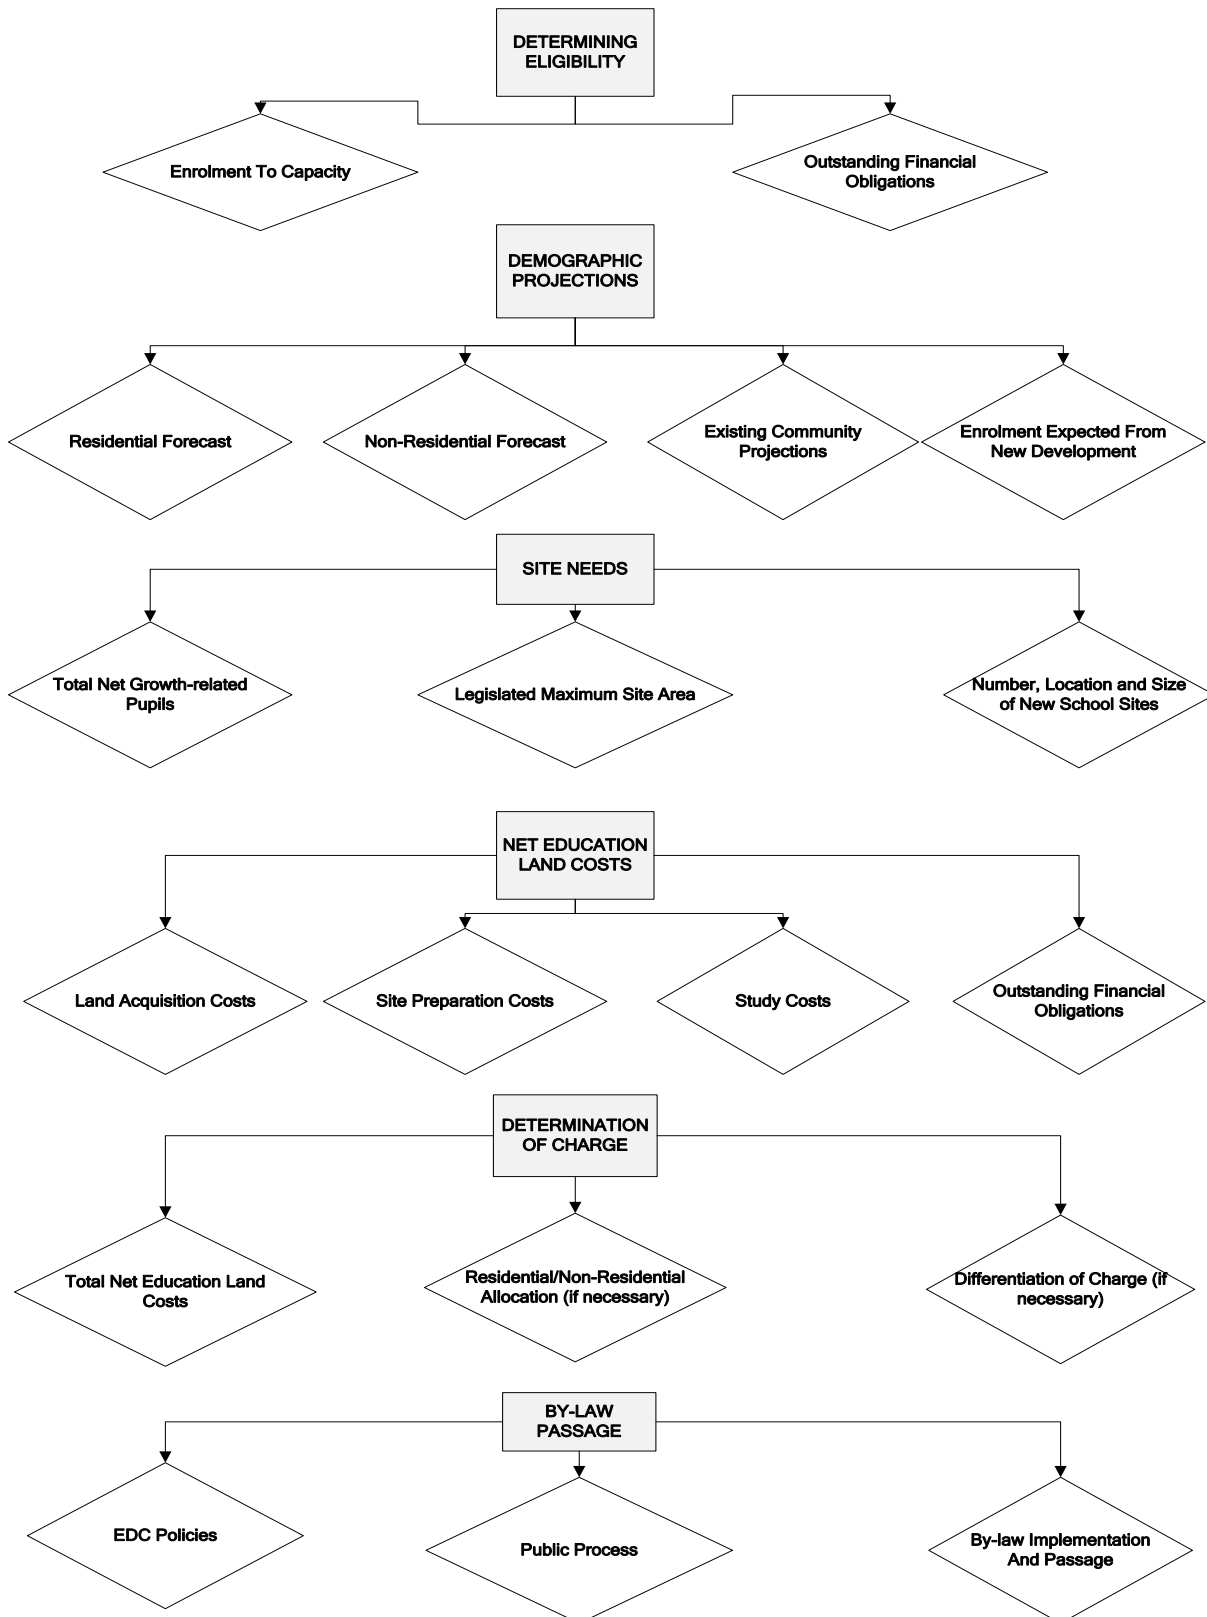 DETERMINING
ELIGIBILITY
Enrolment To Capacity
Outstanding Financial
Obligations
DEMOGRAPHIC
PROJECTIONS
Residential Forecast
Non-Residential Forecast
Existing Community
Projections
Enrolment Expected From
New Development
SITE NEEDS
Total Net Growth-related
Pupils
Legislated Maximum Site Area
Number, Location and Size
of New School Sites
NET EDUCATION
LAND COSTS
Land Acquisition Costs
Site Preparation Costs
Study Costs
Outstanding Financial
Obligations
DETERMINATION
OF CHARGE
Total Net Education Land
Costs
Residential/Non-Residential
Allocation (if necessary)
Differentiation of Charge (if
necessary)
BY-LAW
PASSAGE
EDC Policies
Public Process
By-law Implementation
And Passage